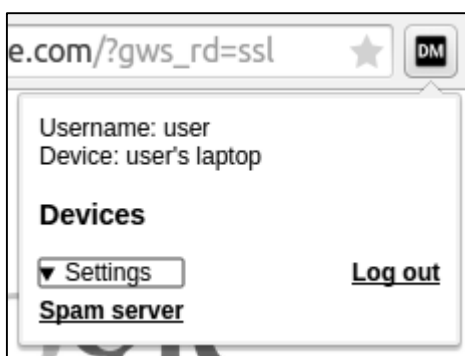 e.com/?gws_rd=ssl
DM
Username: user
Device: user's laptop
Devices
▼ Settings
Log out
Spam server